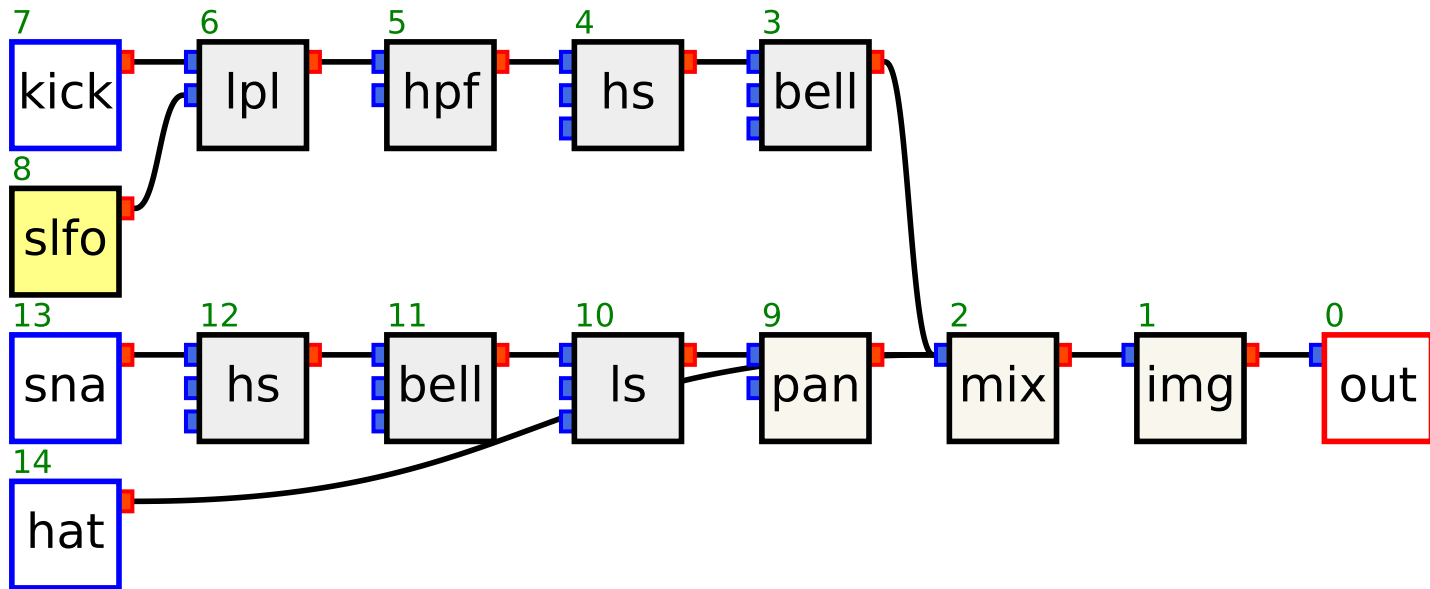 7 6 5 4 3
kick lpl hpf hs bell
8
slfo
13 12 11 10 9 2 1 0
sna hs bell ls pan mix img out
14
hat